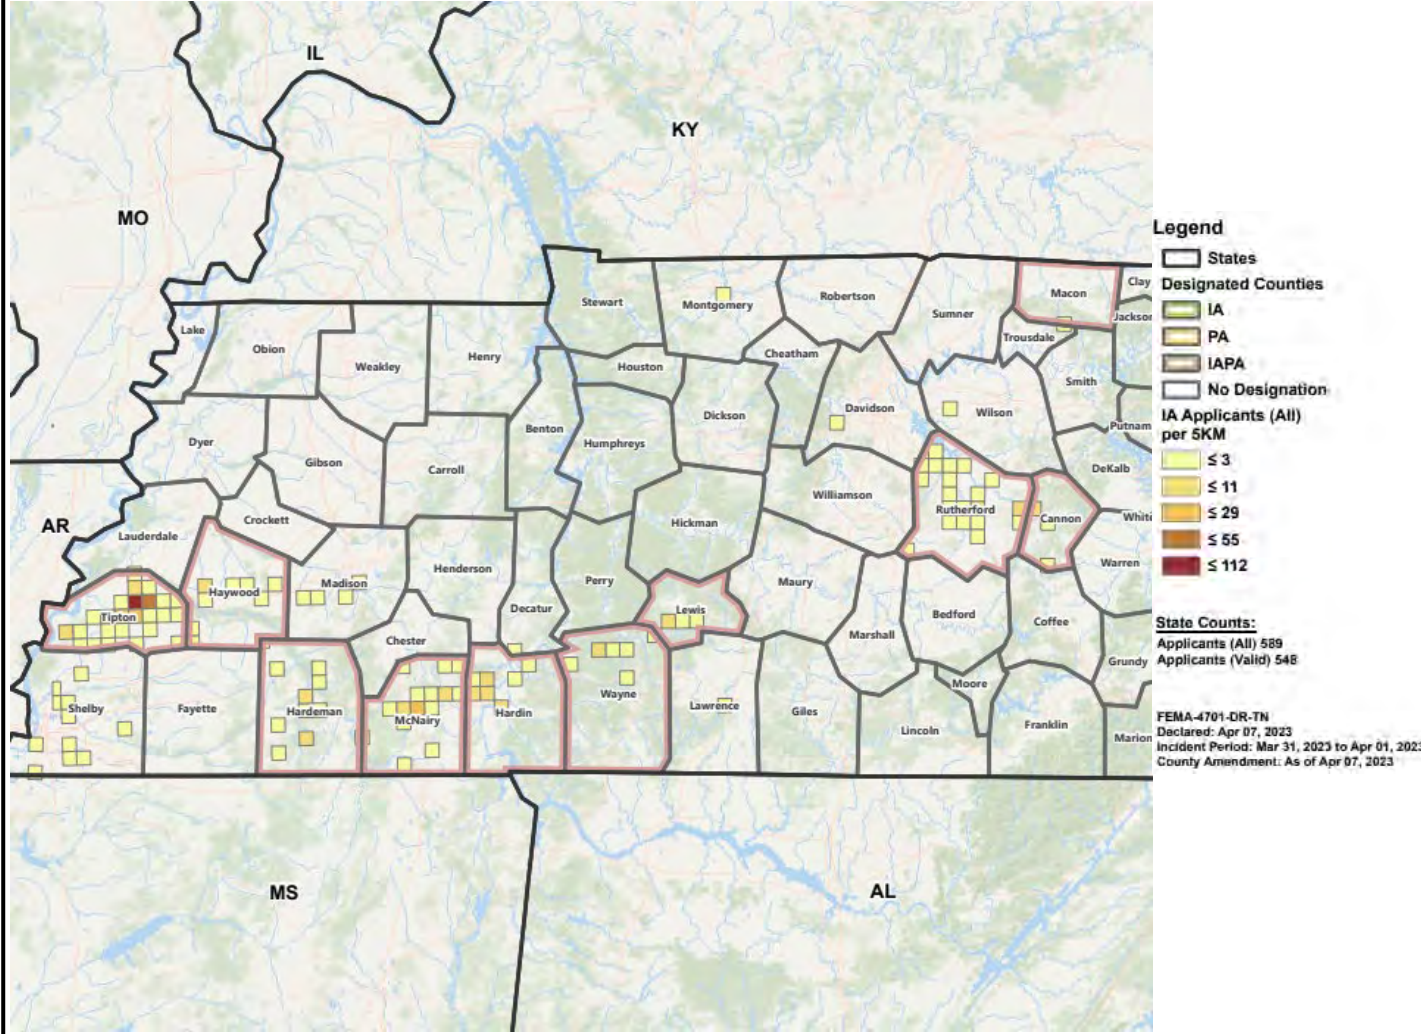 IL
KY
MO
Stewart
Montgomery
Robertson
Sumner
Macon
Clay
Jackson
Trousdale
Lake
Obion
Weakley
Henry
Houston
Cheatham
Smith
Dickson
Davidson
Wilson
Putnam
Benton
Humphreys
Dyer
Gibson
Carroll
DeKalb
Williamson
Rutherford
Cannon
White
AR
Crockett
Hickman
Lauderdale
Warren
Henderson
Madison
Haywood
Perry
Maury
Tipton
Decatur
Lewis
Bedford
Coffee
Chester
Marshall
Grundy
Moore
Wayne
Shelby
Fayette
Hardeman
McNairy
Hardin
Lawrence
Giles
Lincoln
Franklin
Marion
MS
AL
Legend
States
Designated Counties
IA
PA
IAPA
No Designation
IA Applicants (All)
per 5KM
≤ 3
≤ 11
≤ 29
≤ 55
≤ 112
State Counts:
Applicants (All) 589
Applicants (Valid) 548
FEMA-4701-DR-TN
Declared: Apr 07, 2023
Incident Period: Mar 31, 2023 to Apr 01, 2023
County Amendment: As of Apr 07, 2023